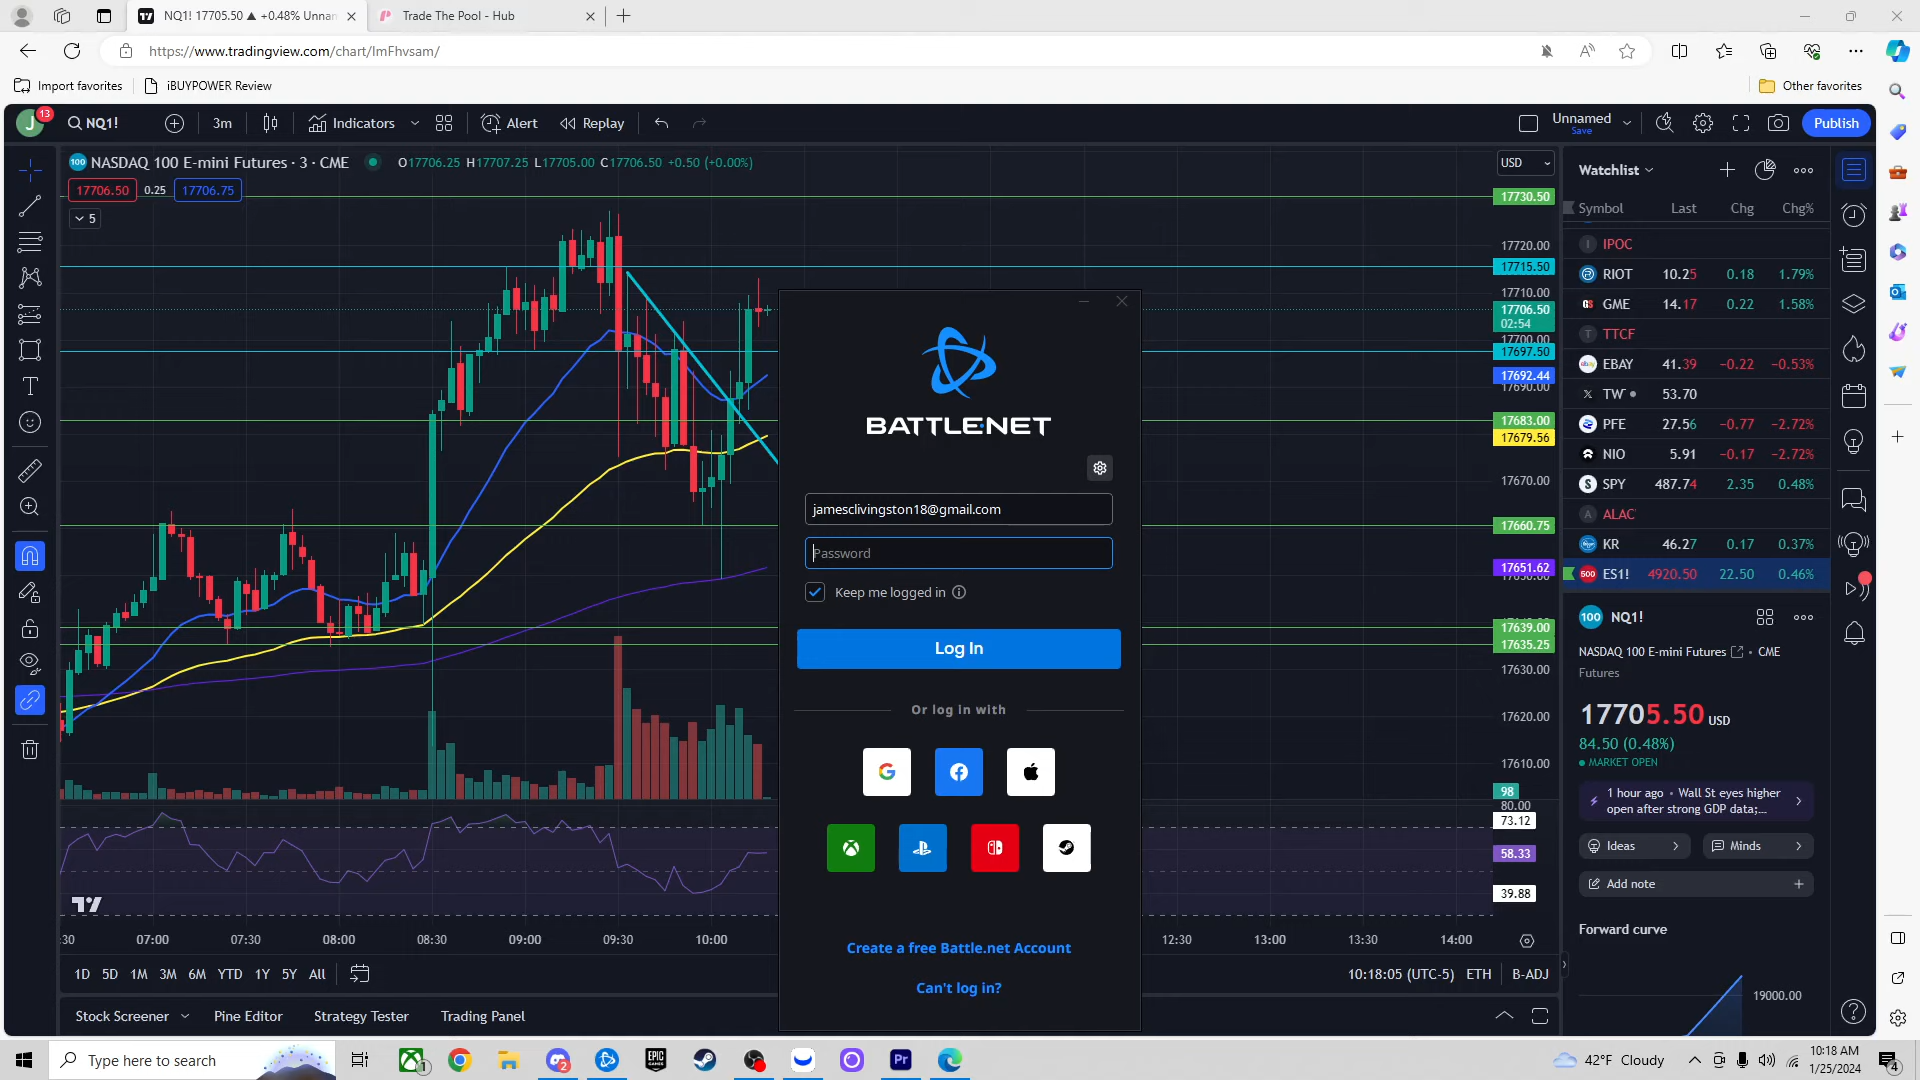 NQ1! 17705.50 ▲ +0.48% Unnan
Trade The Pool - Hub
https://www.tradingview.com/chart/lmFhvsam/
Import favorites
iBUYPOWER Review
Other favorites
J
13
NQ1!
3m
Indicators
Alert
Replay
Unnamed
Save
Publish
NASDAQ 100 E-mini Futures · 3 · CME
O17706.25 H17707.25 L17705.00 C17706.50 +0.50 (+0.00%)
17706.50
0.25
17706.75
5
USD
17730.50
17720.00
17715.50
17710.00
17706.50
02:54
17700.00
17697.50
17692.44
17690.00
17683.00
17679.56
17670.00
17660.75
17651.62
17639.00
17635.25
17630.00
17620.00
17610.00
98
80.00
73.12
58.33
39.88
BATTLE.NET
jamesclivingston18@gmail.com
Password
Keep me logged in
Log In
Or log in with
Create a free Battle.net Account
Can't log in?
:30 07:00 07:30 08:00 08:30 09:00 09:30 10:00 12:30 13:00 13:30 14:00
1D 5D 1M 3M 6M YTD 1Y 5Y All
10:18:05 (UTC-5) ETH B-ADJ
Stock Screener
Pine Editor
Strategy Tester
Trading Panel
Watchlist
Symbol Last Chg Chg%
IPOC
RIOT 10.25 0.18 1.79%
GME 14.17 0.22 1.58%
TTCF
EBAY 41.39 −0.22 −0.53%
TW 53.70
PFE 27.56 −0.77 −2.72%
NIO 5.91 −0.17 −2.72%
SPY 487.74 2.35 0.48%
ALAC
KR 46.27 0.17 0.37%
ES1! 4920.50 22.50 0.46%
100 NQ1!
NASDAQ 100 E-mini Futures • CME
Futures
17705.50 USD
84.50 (0.48%)
MARKET OPEN
1 hour ago • Wall St eyes higher
open after strong GDP data;...
Ideas
Minds
Add note
Forward curve
19000.00
Type here to search
42°F Cloudy
10:18 AM
1/25/2024